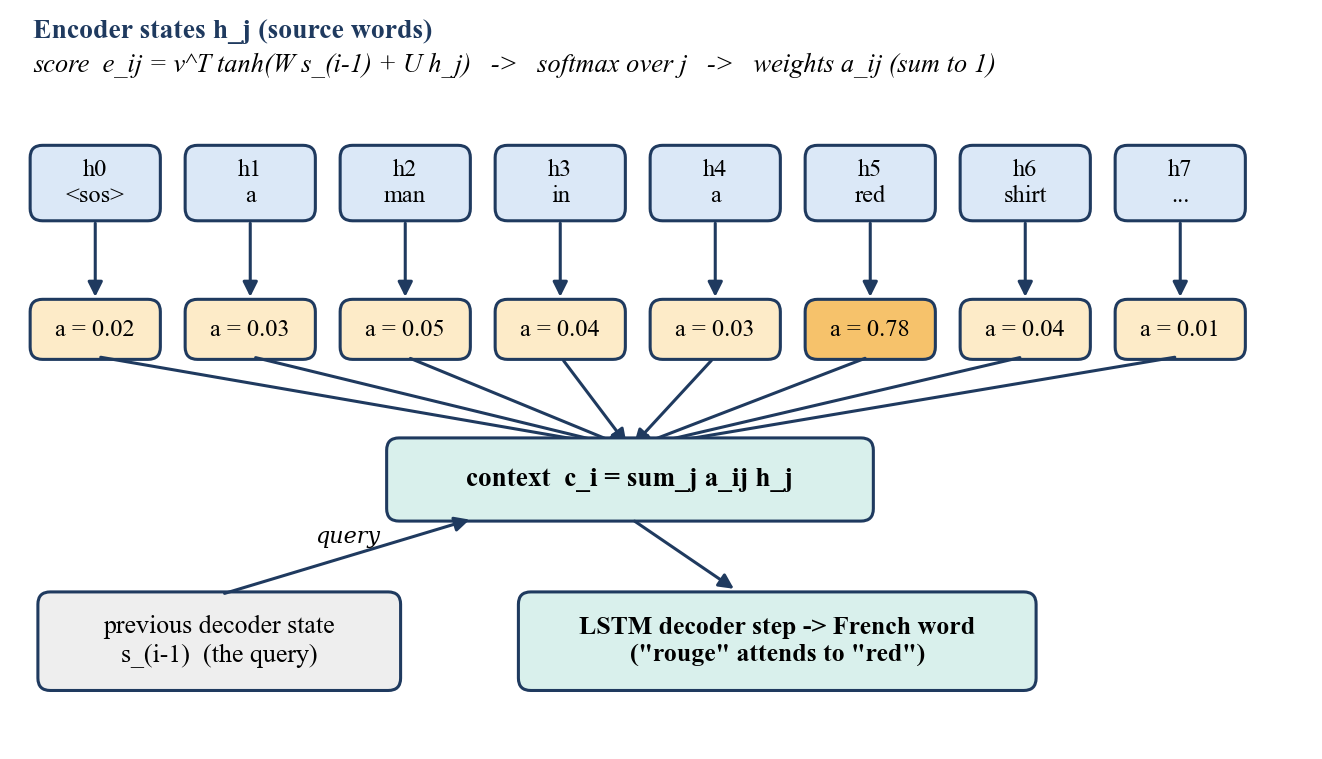 Encoder states h_j (source words)
score e_ij = v^T tanh(W s_(i-1) + U h_j) -> softmax over j -> weights a_ij (sum to 1)
h0
<sos>
h1
a
h2
man
h3
in
h4
a
h5
red
h6
shirt
h7
...
a = 0.02
a = 0.03
a = 0.05
a = 0.04
a = 0.03
a = 0.78
a = 0.04
a = 0.01
context c_i = sum_j a_ij h_j
query
previous decoder state
s_(i-1) (the query)
LSTM decoder step -> French word
("rouge" attends to "red")